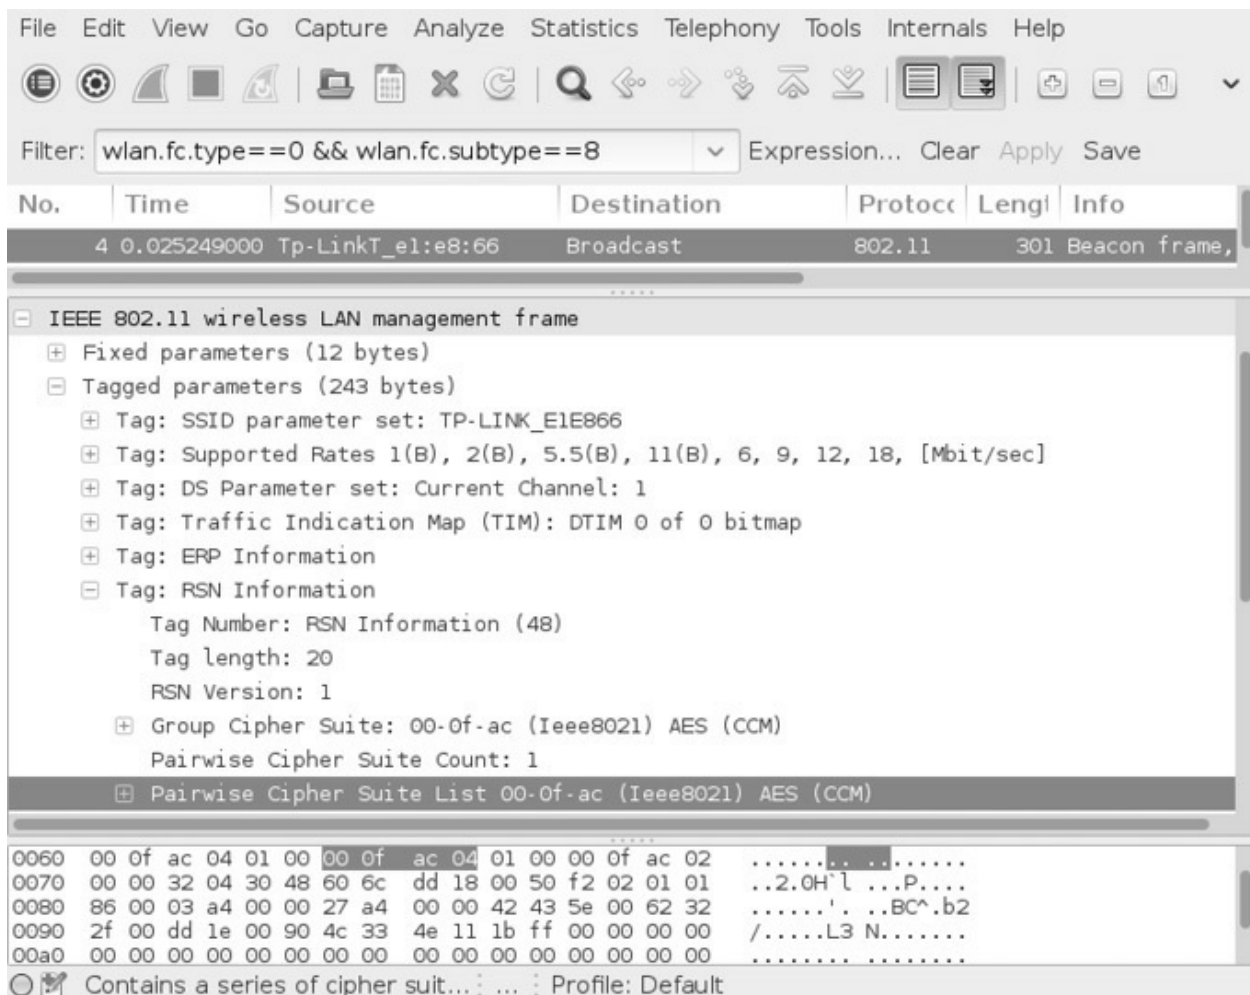 File Edit View Go Capture Analyze Statistics Telephony Tools Internals Help
Filter: wlan.fc.type==0 && wlan.fc.subtype==8 Expression... Clear Apply Save
No. Time Source Destination Protocc Lengt Info
4 0.025249000 Tp-LinkT_e1:e8:66 Broadcast 802.11 301 Beacon frame,
IEEE 802.11 wireless LAN management frame
Fixed parameters (12 bytes)
Tagged parameters (243 bytes)
Tag: SSID parameter set: TP-LINK_E1E866
Tag: Supported Rates 1(B), 2(B), 5.5(B), 11(B), 6, 9, 12, 18, [Mbit/sec]
Tag: DS Parameter set: Current Channel: 1
Tag: Traffic Indication Map (TIM): DTIM 0 of 0 bitmap
Tag: ERP Information
Tag: RSN Information
Tag Number: RSN Information (48)
Tag length: 20
RSN Version: 1
Group Cipher Suite: 00-0f-ac (Ieee8021) AES (CCM)
Pairwise Cipher Suite Count: 1
Pairwise Cipher Suite List 00-0f-ac (Ieee8021) AES (CCM)
0060 00 0f ac 04 01 00 00 0f ac 04 01 00 00 0f ac 02 ........ ........
0070 00 00 32 04 30 48 60 6c dd 18 00 50 f2 02 01 01 ..2.0H`l ...P....
0080 86 00 03 a4 00 00 27 a4 00 00 42 43 5e 00 62 32 ......'. ..BC^.b2
0090 2f 00 dd 1e 00 90 4c 33 4e 11 1b ff 00 00 00 00 /.....L3 N.......
00a0 00 00 00 00 00 00 00 00 00 00 00 00 00 00 00 00 ........ ........
Contains a series of cipher suit... ... Profile: Default